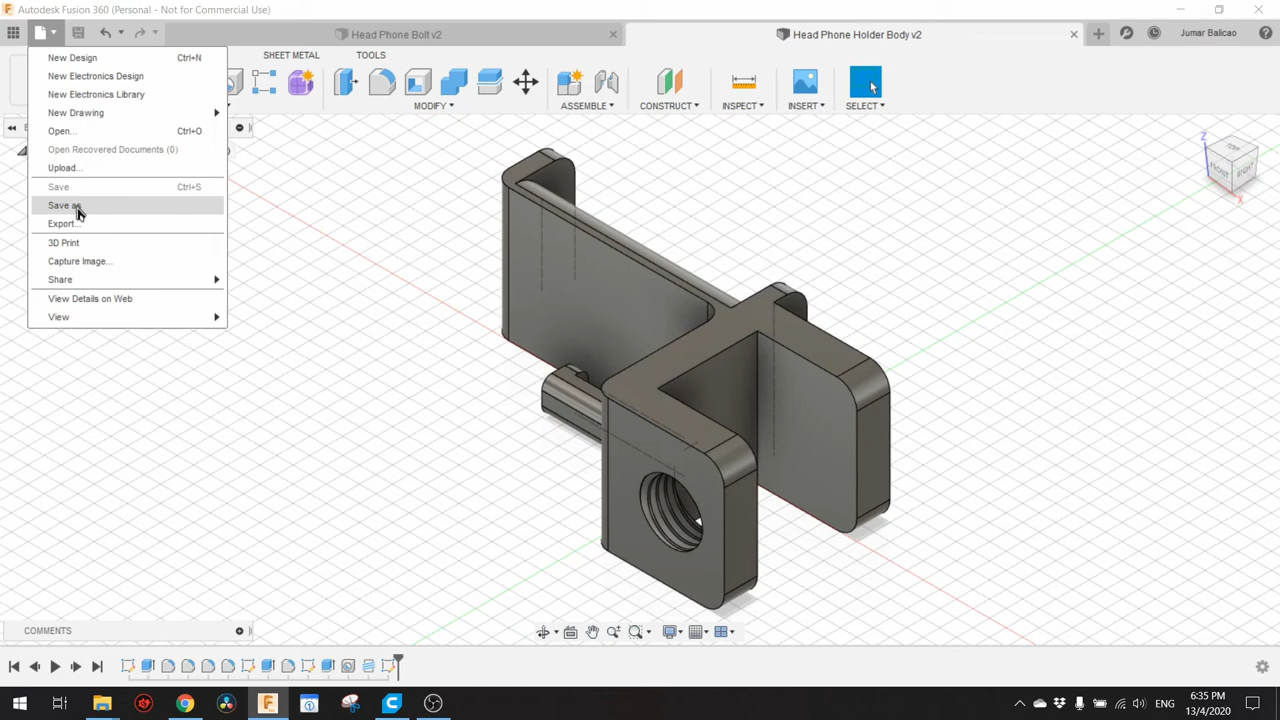 Autodesk Fusion 360 (Personal - Not for Commercial Use)
Head Phone Bolt v2
Head Phone Holder Body v2
Jumar Balicao
SHEET METAL
TOOLS
MODIFY
ASSEMBLE
CONSTRUCT
INSPECT
INSERT
SELECT
New Design Ctrl+N
New Electronics Design
New Electronics Library
New Drawing
Open... Ctrl+O
Open Recovered Documents (0)
Upload...
Save Ctrl+S
Save as
Export...
3D Print
Capture Image...
Share
View Details on Web
View
Z
TOP
FRONT
RIGHT
X
COMMENTS
ENG
6:35 PM
13/4/2020